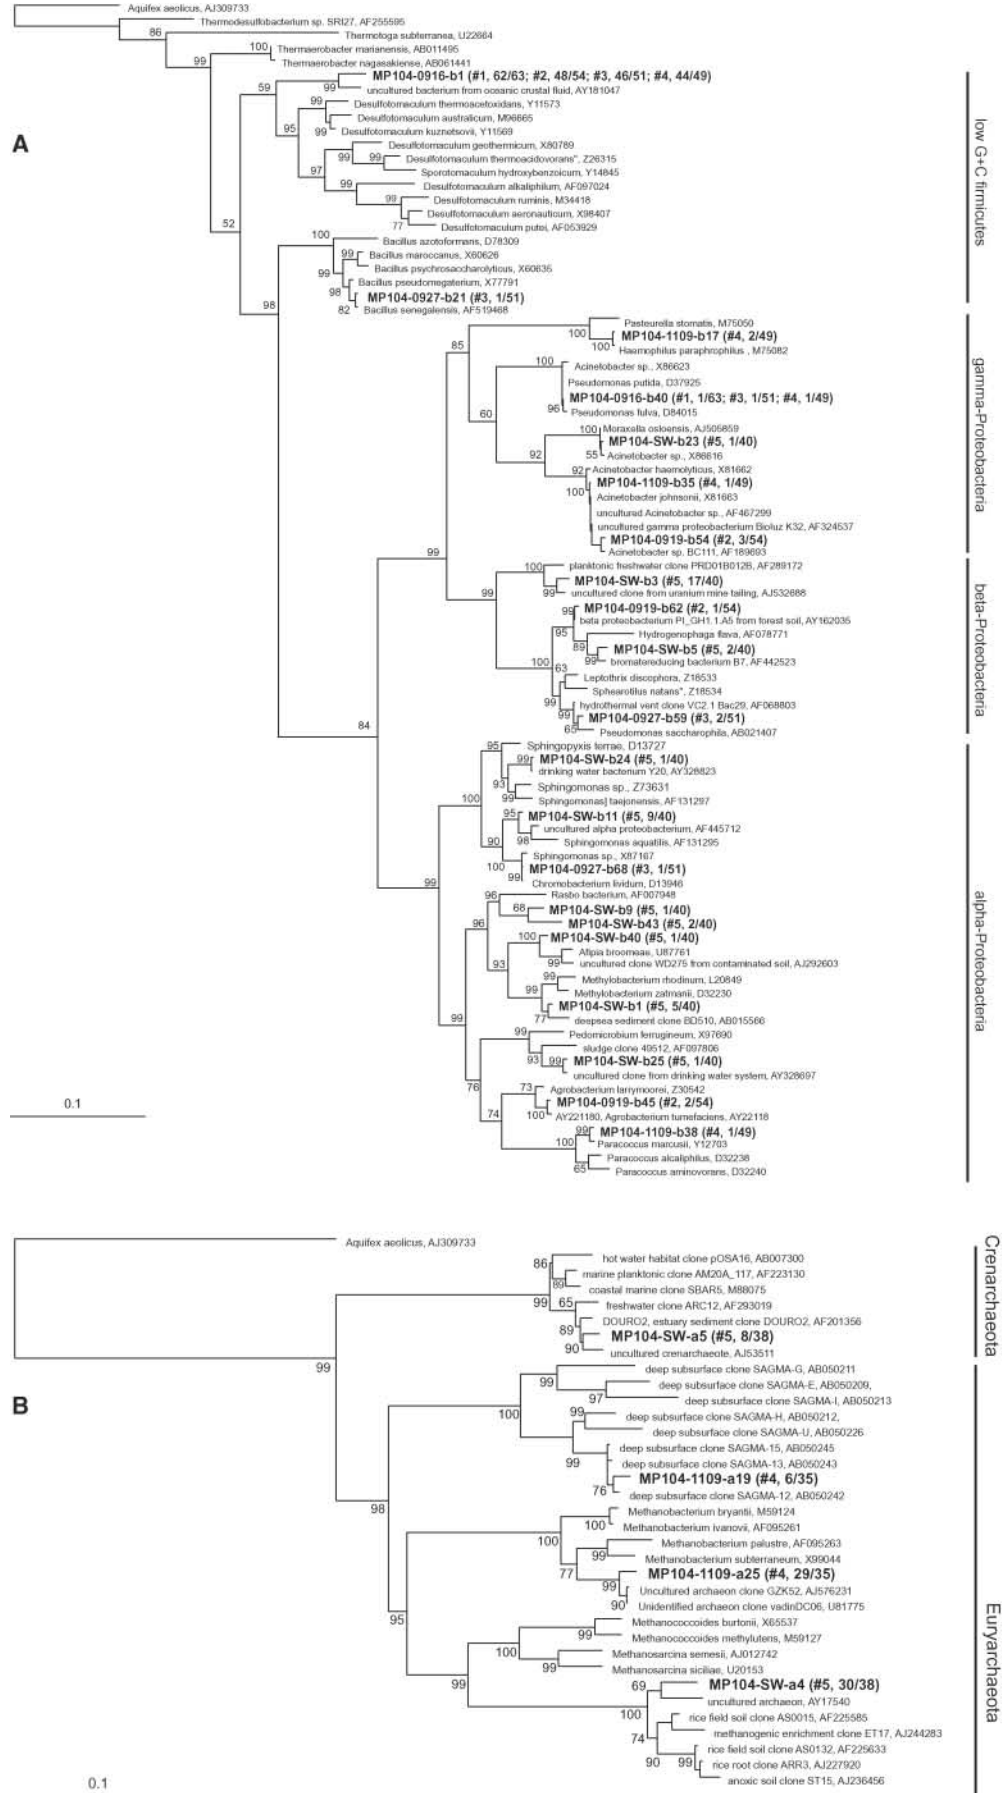 Aquifex aeolicus, AJ309733
Thermodesulfobacterium sp. SRI27, AF255595
86
Thermotoga subterranea, U22664
99
100
Thermaerobacter marianensis, AB011495
Thermaerobacter nagasakiense, AB061441
MP104-0916-b1 (#1, 62/63; #2, 48/54; #3, 46/51; #4, 44/49)
59
99
uncultured bacterium from oceanic crustal fluid, AY181047
99
Desulfotomaculum thermoacetoxidans, Y11573
Desulfotomaculum australicum, M96665
A
95
99
Desulfotomaculum kuznetsovii, Y11569
Desulfotomaculum geothermicum, X80789
99
99
Desulfotomaculum thermoacidovorans", Z26315
97
Sporotomaculum hydroxybenzoicum, Y14845
99
Desulfotomaculum alkaliphilum, AF097024
99
Desulfotomaculum ruminis, M34418
Desulfotomaculum aeronauticum, X98407
52
77
Desulfotomaculum putei, AF053929
low G+C firmicutes
100
Bacillus azotoformans, D78309
99
Bacillus maroccanus, X60626
99
Bacillus psychrosaccharolyticus, X60635
Bacillus pseudomegaterium, X77791
98
98
MP104-0927-b21 (#3, 1/51)
82
Bacillus senegalensis, AF519468
Pasteurella stomatis, M75050
100
MP104-1109-b17 (#4, 2/49)
85
100
Haemophilus paraphrophilus , M75082
100
Acinetobacter sp., X86623
Pseudomonas putida, D37925
MP104-0916-b40 (#1, 1/63; #3, 1/51; #4, 1/49)
60
96
Pseudomonas fulva, D84015
100
Moraxella osloensis, AJ505859
MP104-SW-b23 (#5, 1/40)
92
55
Acinetobacter sp., X86616
92
Acinetobacter haemolyticus, X81662
MP104-1109-b35 (#4, 1/49)
100
Acinetobacter johnsonii, X81663
uncultured Acinetobacter sp., AF467299
uncultured gamma proteobacterium Bioluz K32, AF324537
MP104-0919-b54 (#2, 3/54)
99
Acinetobacter sp. BC111, AF189693
gamma-Proteobacteria
100
planktonic freshwater clone PRD01B012B, AF289172
MP104-SW-b3 (#5, 17/40)
99
99
uncultured clone from uranium mine tailing, AJ532688
99
MP104-0919-b62 (#2, 1/54)
beta proteobacterium PI_GH1.1.A5 from forest soil, AY162035
95
Hydrogenophaga flava, AF078771
89
MP104-SW-b5 (#5, 2/40)
100
99
bromatereducing bacterium B7, AF442523
63
Leptothrix discophora, Z18533
Sphearotilus natans", Z18534
99
hydrothermal vent clone VC2.1 Bac29, AF068803
99
MP104-0927-b59 (#3, 2/51)
84
65
Pseudomonas saccharophila, AB021407
beta-Proteobacteria
95
Sphingopyxis terrae, D13727
99
MP104-SW-b24 (#5, 1/40)
drinking water bacterium Y20, AY328823
93
Sphingomonas sp., Z73631
100
99
Sphingomonas] taejonensis, AF131297
95
MP104-SW-b11 (#5, 9/40)
uncultured alpha proteobacterium, AF445712
90
98
Sphingomonas aquatilis, AF131295
Sphingomonas sp., X87167
100
MP104-0927-b68 (#3, 1/51)
99
99
Chromobacterium lividum, D13946
96
Rasbo bacterium, AF007948
68
MP104-SW-b9 (#5, 1/40)
96
MP104-SW-b43 (#5, 2/40)
100
MP104-SW-b40 (#5, 1/40)
Afipia broomeae, U87761
93
99
uncultured clone WD275 from contaminated soil, AJ292603
99
Methylobacterium rhodinum, L20849
99
Methylobacterium zatmanii, D32230
MP104-SW-b1 (#5, 5/40)
99
77
deepsea sediment clone BD510, AB015566
99
Pedomicrobium ferrugineum, X97690
sludge clone 49512, AF097806
93
99
MP104-SW-b25 (#5, 1/40)
uncultured clone from drinking water system, AY328697
76
73
Agrobacterium larrymoorei, Z30542
MP104-0919-b45 (#2, 2/54)
100
AY221180, Agrobacterium tumefaciens, AY22118
74
99
MP104-1109-b38 (#4, 1/49)
100
Paracoccus marcusii, Y12703
Paracoccus alcaliphilus, D32238
65
Paracoccus aminovorans, D32240
alpha-Proteobacteria
0.1
Aquifex aeolicus, AJ309733
86
hot water habitat clone pOSA16, AB007300
marine planktonic clone AM20A_117, AF223130
89
coastal marine clone SBAR5, M88075
99
65
freshwater clone ARC12, AF293019
DOURO2, estuary sediment clone DOURO2, AF201356
89
MP104-SW-a5 (#5, 8/38)
90
uncultured crenarchaeote, AJ53511
Crenarchaeota
99
deep subsurface clone SAGMA-G, AB050211
99
deep subsurface clone SAGMA-E, AB050209,
97
deep subsurface clone SAGMA-I, AB050213
B
100
99
deep subsurface clone SAGMA-H, AB050212,
deep subsurface clone SAGMA-U, AB050226
99
deep subsurface clone SAGMA-15, AB050245
deep subsurface clone SAGMA-13, AB050243
MP104-1109-a19 (#4, 6/35)
76
deep subsurface clone SAGMA-12, AB050242
98
Methanobacterium bryantii, M59124
100
100
Methanobacterium ivanovii, AF095261
Methanobacterium palustre, AF095263
99
Methanobacterium subterraneum, X99044
77
MP104-1109-a25 (#4, 29/35)
99
Uncultured archaeon clone GZK52, AJ576231
90
Unidentified archaeon clone vadinDC06, U81775
95
Methanococcoides burtonii, X65537
99
Methanococcoides methylutens, M59127
100
Methanosarcina semesii, AJ012742
99
Methanosarcina siciliae, U20153
99
69
MP104-SW-a4 (#5, 30/38)
uncultured archaeon, AY17540
100
rice field soil clone AS0015, AF225585
74
methanogenic enrichment clone ET17, AJ244283
rice field soil clone AS0132, AF225633
90
99
rice root clone ARR3, AJ227920
anoxic soil clone ST15, AJ236456
Euryarchaeota
0.1